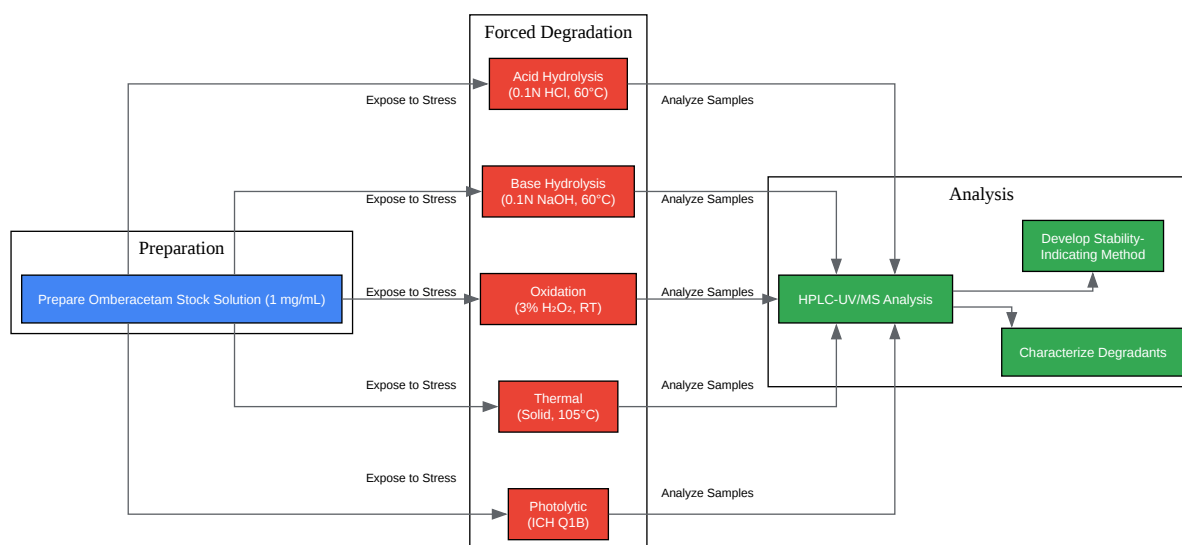 Forced Degradation
Acid Hydrolysis
(0.1N HCl, 60°C)
Expose to Stress
Analyze Samples
Base Hydrolysis
(0.1N NaOH, 60°C)
Expose to Stress
Analyze Samples
Analysis
Preparation
Develop Stability-
Indicating Method
Prepare Omberacetam Stock Solution (1 mg/mL)
Expose to Stress
Oxidation
(3% H₂O₂, RT)
Analyze Samples
HPLC-UV/MS Analysis
Characterize Degradants
Expose to Stress
Thermal
(Solid, 105°C)
Analyze Samples
Expose to Stress
Photolytic
(ICH Q1B)
Analyze Samples